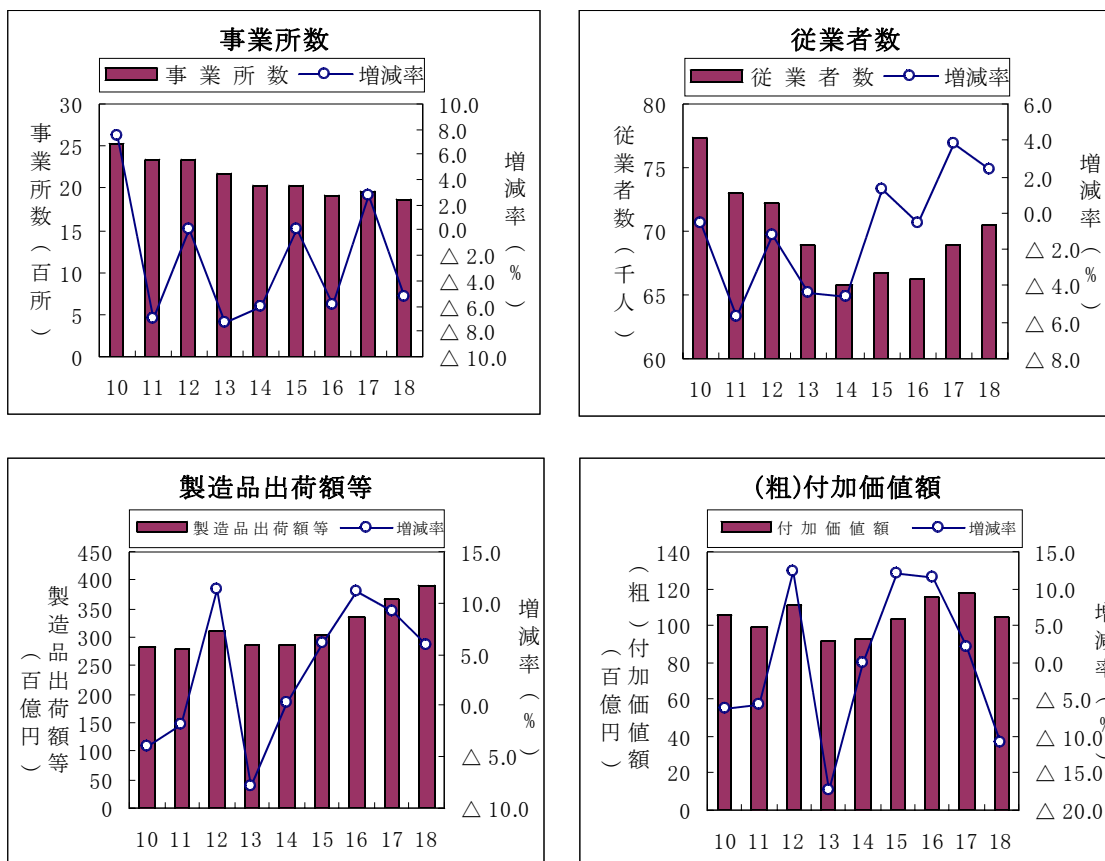 事業所数
事業所数 増減率
事業所数(百所)
30
25
20
15
10
5
0
10.0
8.0
6.0
4.0
2.0
0.0
△ 2.0
△ 4.0
△ 6.0
△ 8.0
△ 10.0
増減率(%)
10 11 12 13 14 15 16 17 18
従業者数
従業者数 増減率
従業者数(千人)
80
75
70
65
60
6.0
4.0
2.0
0.0
△ 2.0
△ 4.0
△ 6.0
△ 8.0
増減率(%)
10 11 12 13 14 15 16 17 18
製造品出荷額等
製造品出荷額等 増減率
製造品出荷額等
(百億円)
450
400
350
300
250
200
150
100
50
0
15.0
10.0
5.0
0.0
△ 5.0
△ 10.0
増減率(%)
10 11 12 13 14 15 16 17 18
(粗)付加価値額
付加価値額 増減率
(粗)付加価値額
(百億円)
140
120
100
80
60
40
20
0
15.0
10.0
5.0
0.0
△ 5.0
△ 10.0
△ 15.0
△ 20.0
増減率(%)
10 11 12 13 14 15 16 17 18